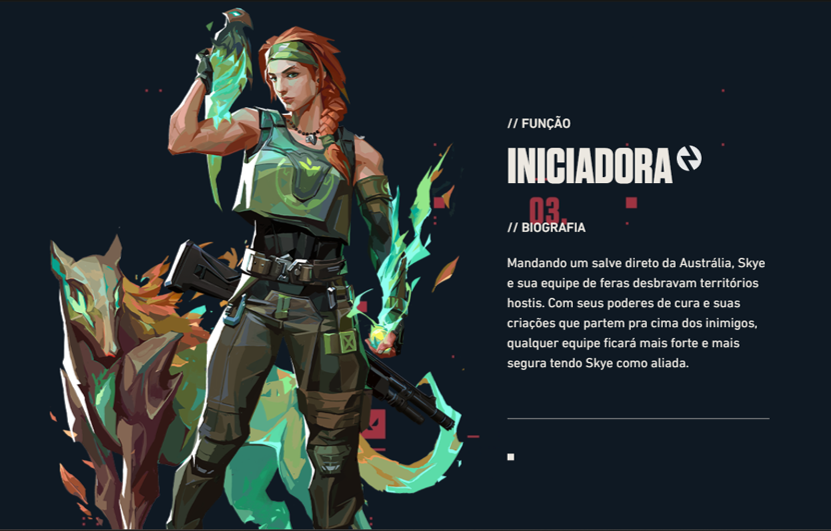 // FUNÇÃO
INICIADORA
03.
// BIOGRAFIA
Mandando um salve direto da Austrália, Skye
e sua equipe de feras desbravam territórios
hostis. Com seus poderes de cura e suas
criações que partem pra cima dos inimigos,
qualquer equipe ficará mais forte e mais
segura tendo Skye como aliada.